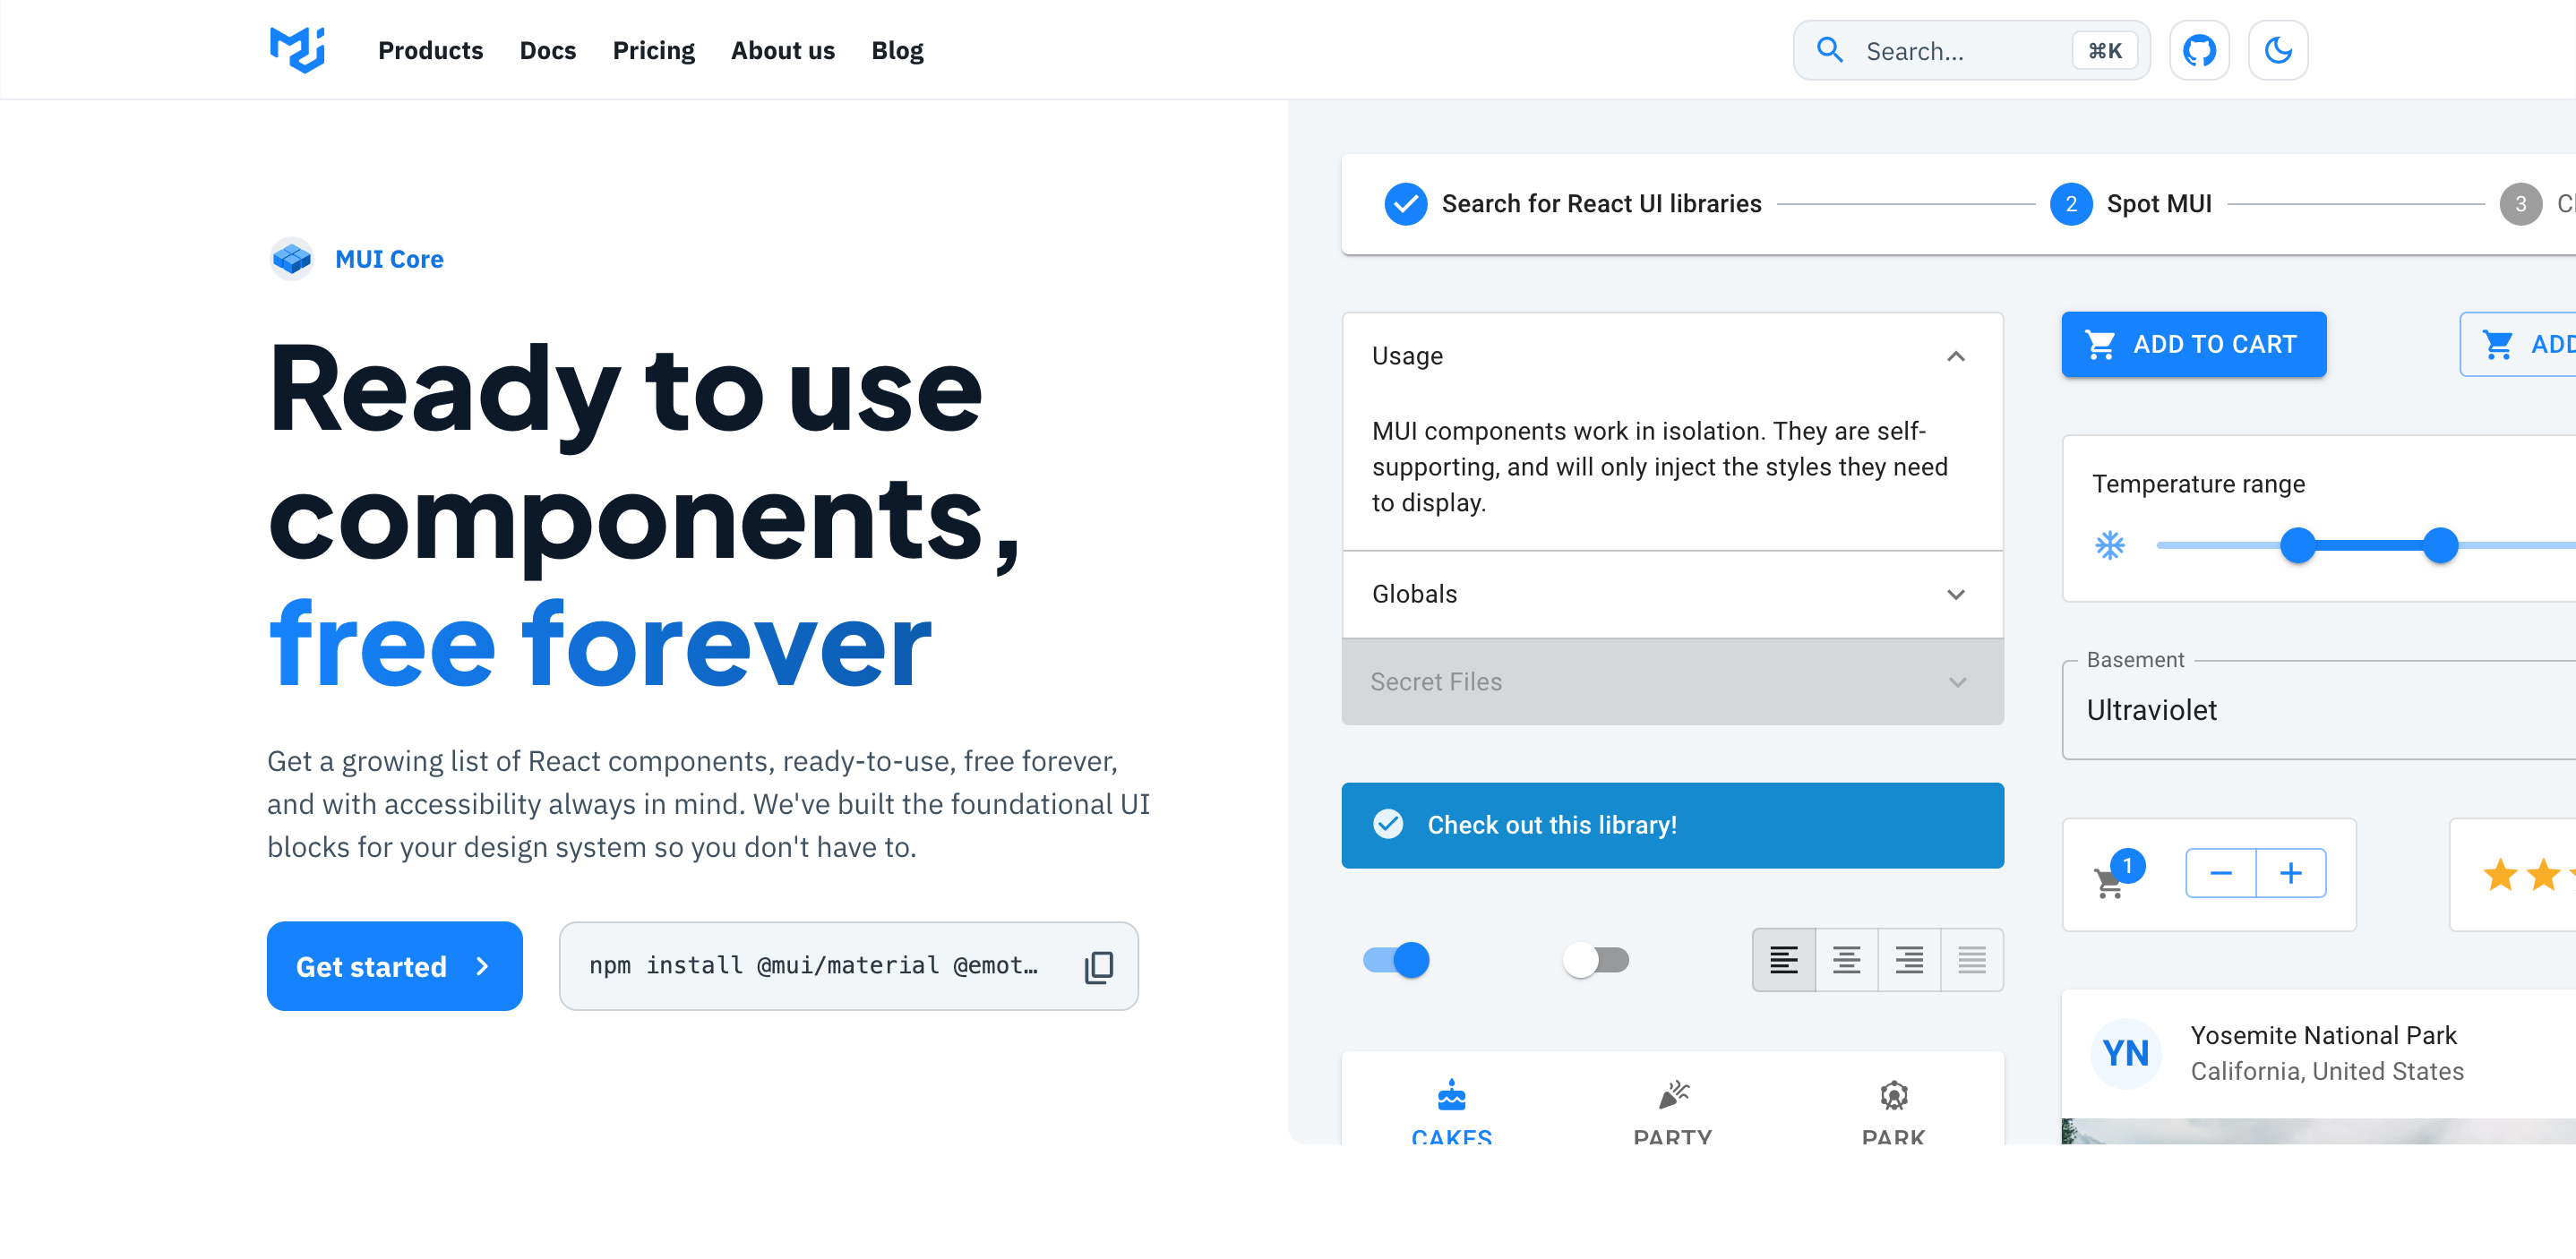 Products Docs Pricing About us Blog
Search… ⌘K
MUI Core
Ready to use
components,
free forever
Get a growing list of React components, ready-to-use, free forever,
and with accessibility always in mind. We've built the foundational UI
blocks for your design system so you don't have to.
Get started
npm install @mui/material @emot…
Search for React UI libraries
2 Spot MUI
3
Usage
MUI components work in isolation. They are self-
supporting, and will only inject the styles they need
to display.
Globals
Secret Files
Check out this library!
CAKES PARTY PARK
ADD TO CART
ADD
Temperature range
Basement
Ultraviolet
1
YN
Yosemite National Park
California, United States